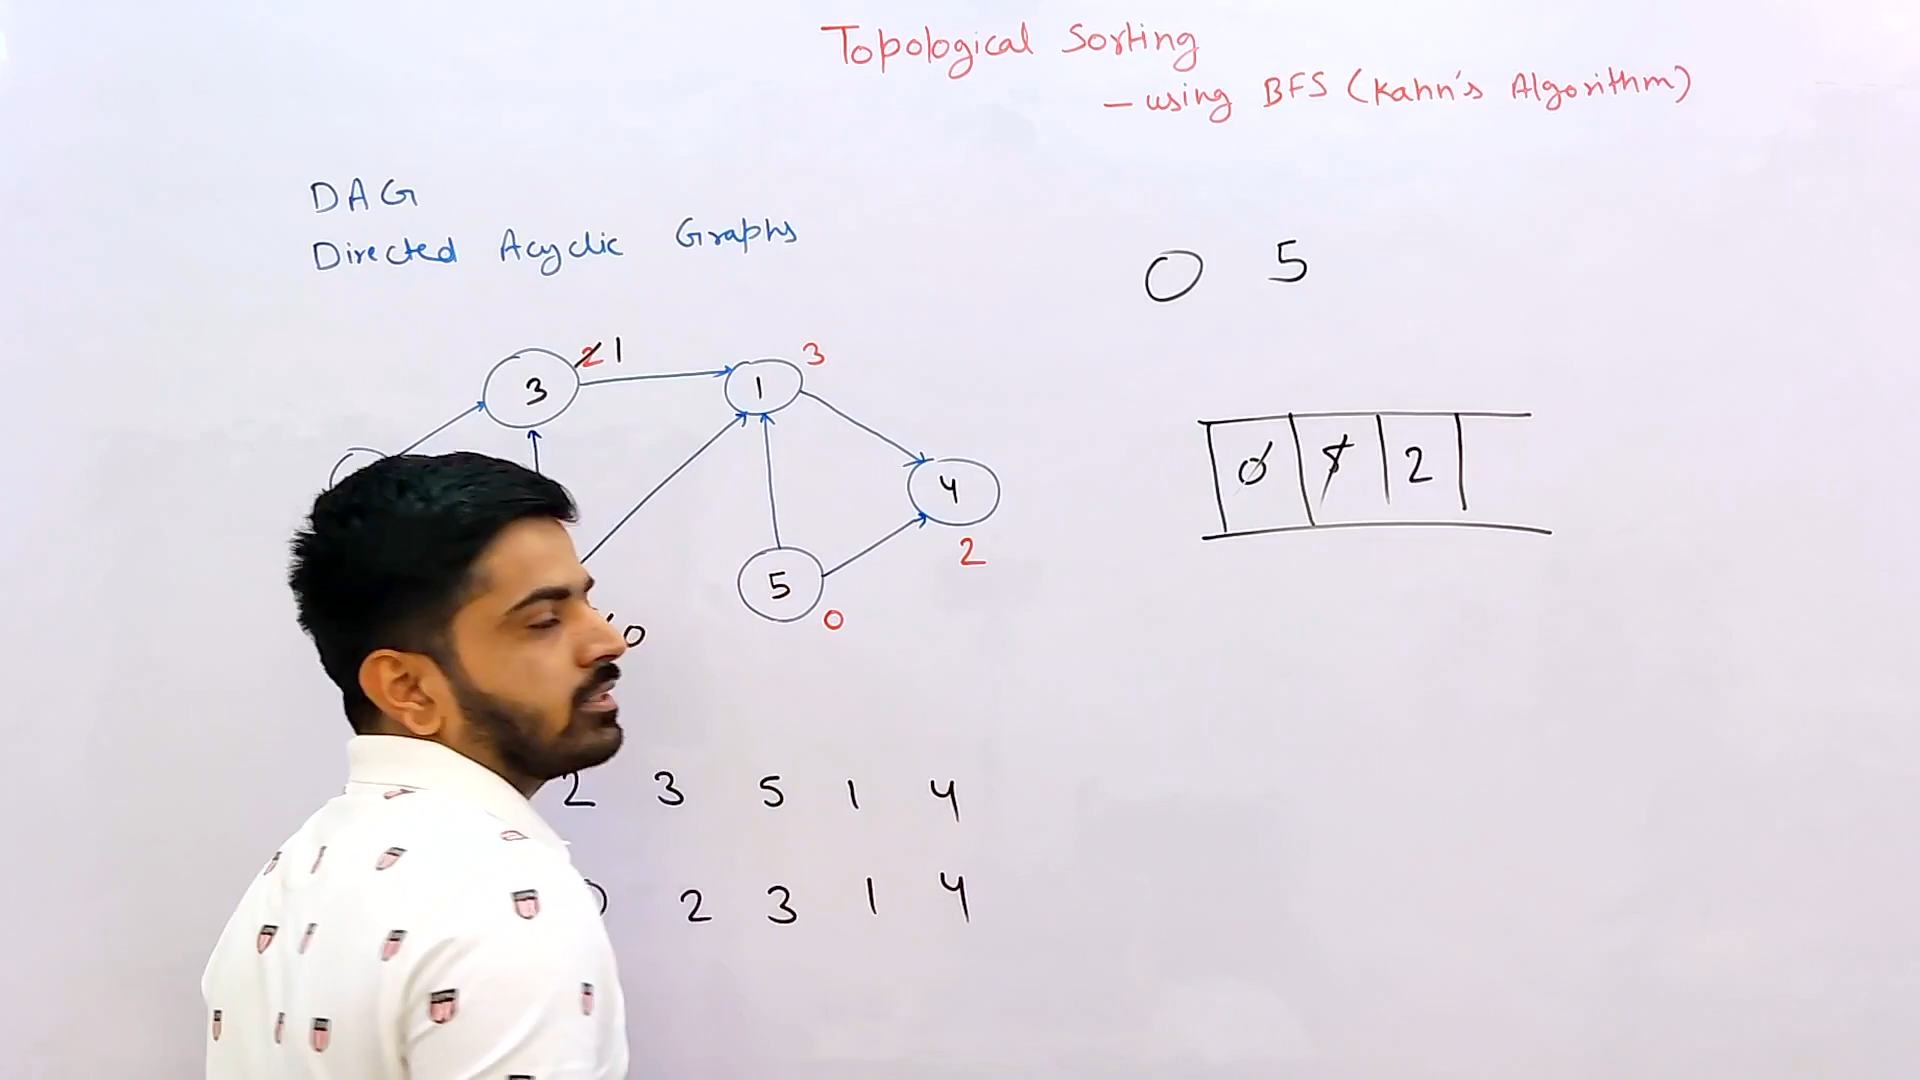 Topological Sorting
- using BFS (Kahn's Algorithm)
DAG
Directed Acyclic Graphs
0 5
3 2 1
1 3
4 2
5 0
0 5 2
0
2 3 5 1 4
2 3 1 4